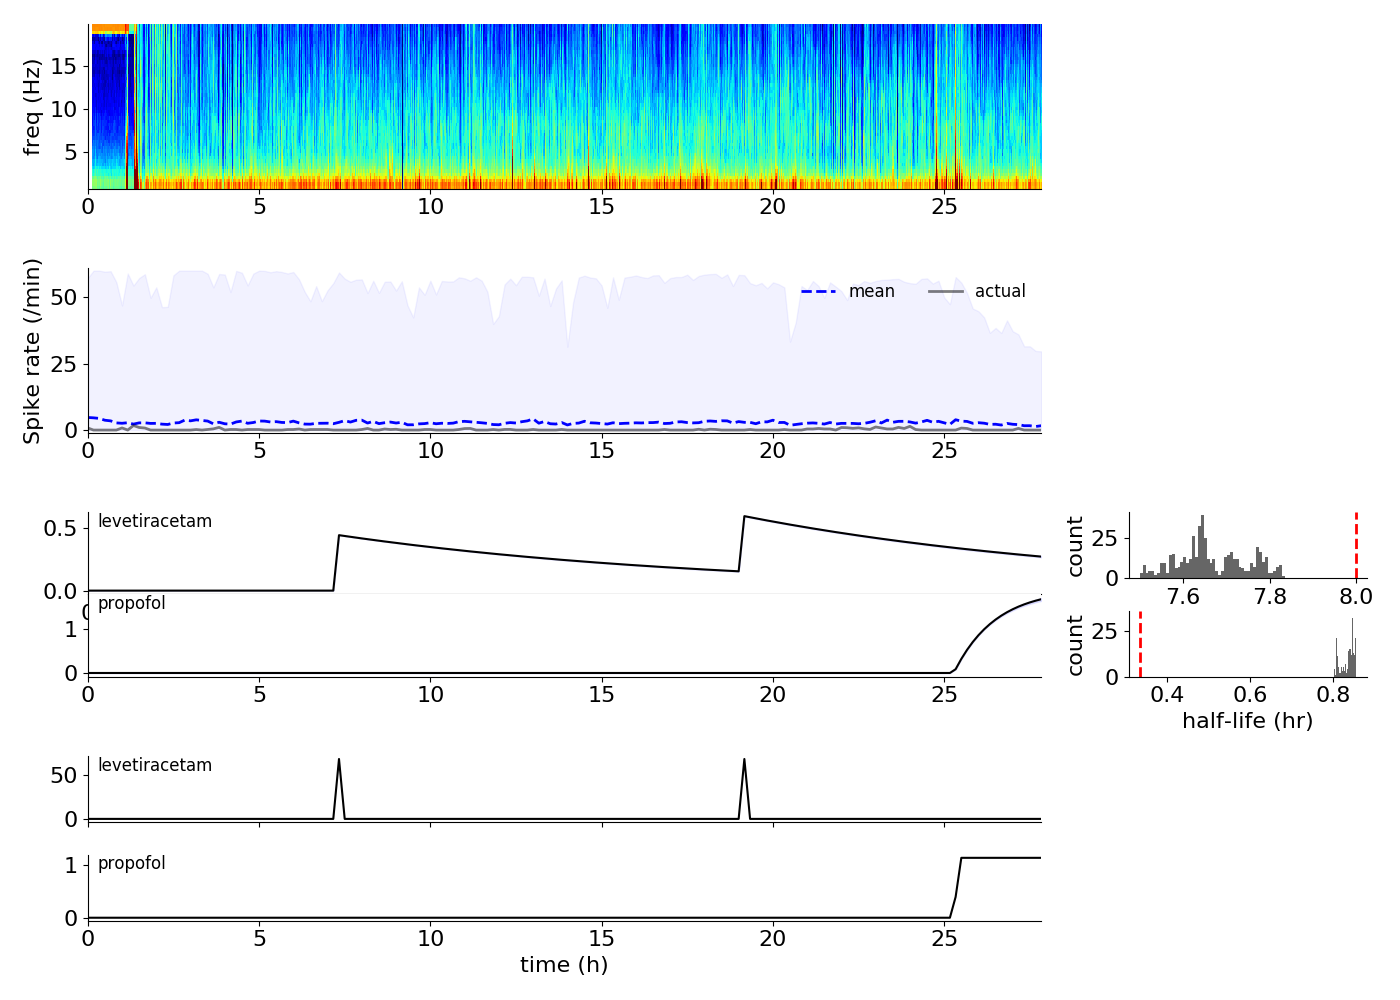 freq (Hz)
15
10
5
0 5 10 15 20 25
Spike rate (/min)
50
25
0
mean actual
0 5 10 15 20 25
levetiracetam
0.5
0.0
count
25
0
7.6 7.8 8.0
propofol
1
0
0 5 10 15 20 25
count
25
0
0.4 0.6 0.8
half-life (hr)
levetiracetam
50
0
propofol
1
0
0 5 10 15 20 25
time (h)